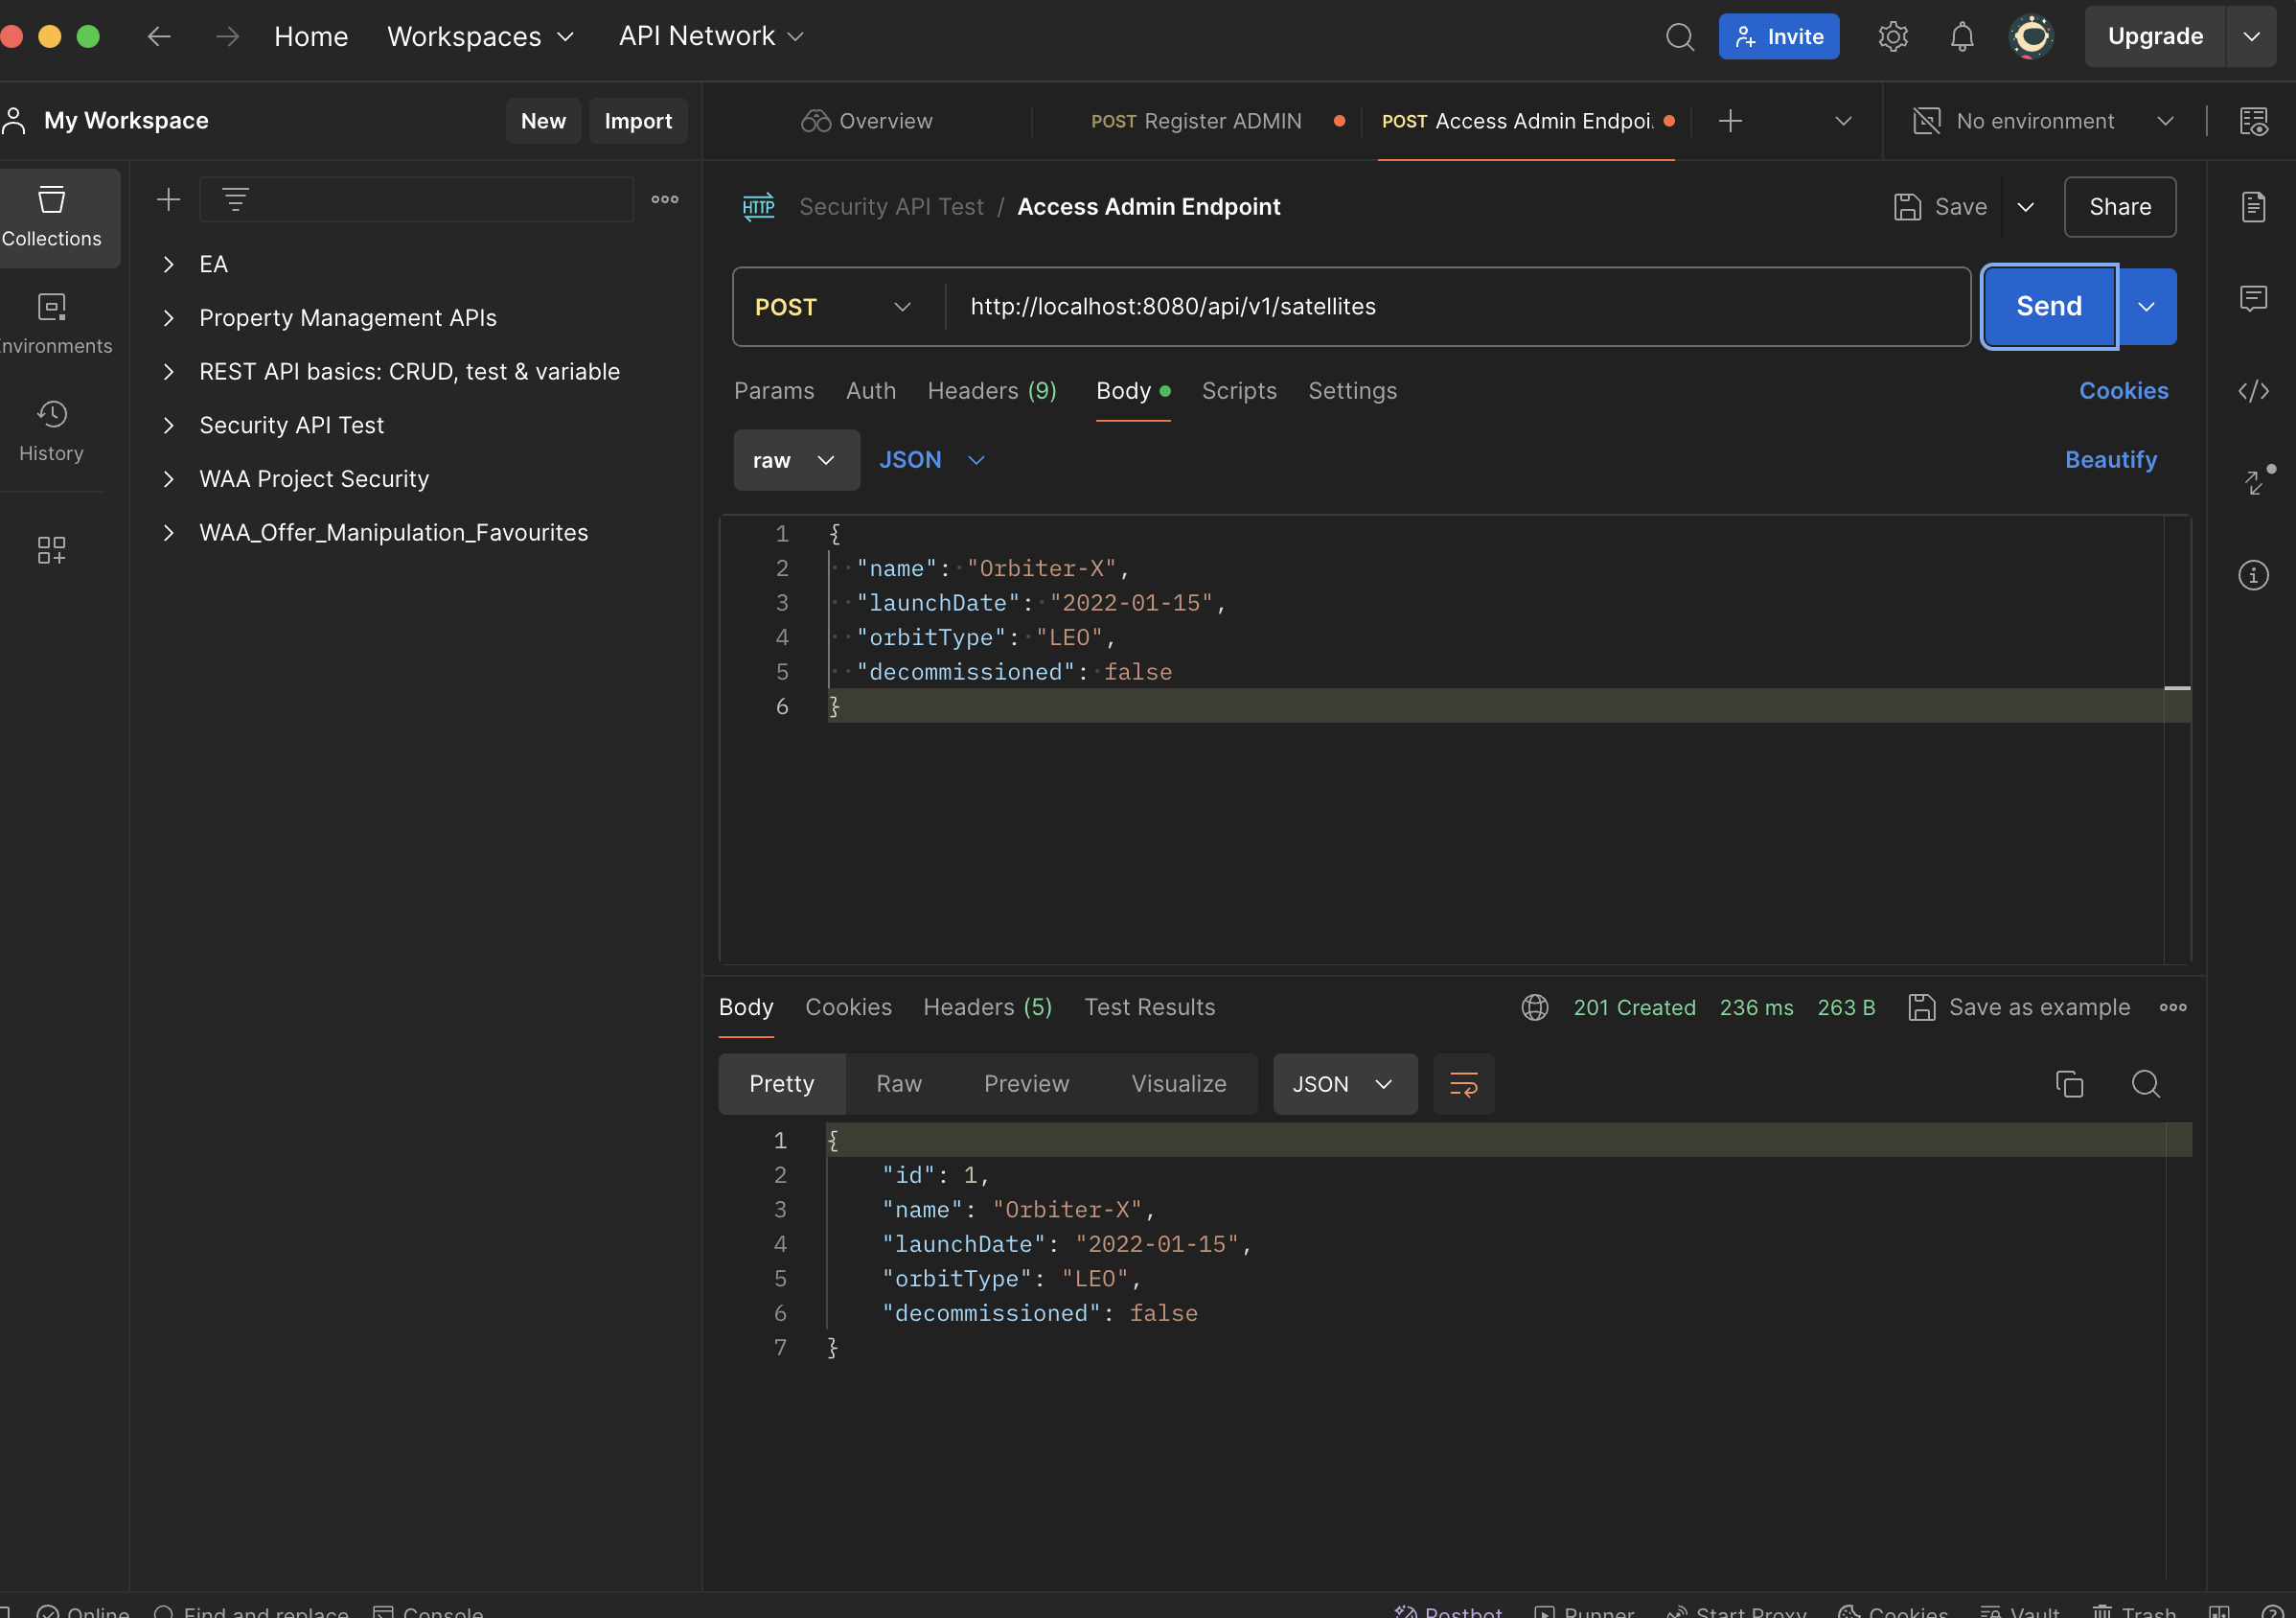 Home Workspaces API Network Invite Upgrade
My Workspace New Import
Overview POST Register ADMIN POST Access Admin Endpoi No environment
Collections
Environments
History
EA
Property Management APIs
REST API basics: CRUD, test & variable
Security API Test
WAA Project Security
WAA_Offer_Manipulation_Favourites
HTTP Security API Test / Access Admin Endpoint Save Share
POST http://localhost:8080/api/v1/satellites Send
Params Auth Headers (9) Body Scripts Settings Cookies
raw JSON Beautify
1 {
2 "name": "Orbiter-X",
3 "launchDate": "2022-01-15",
4 "orbitType": "LEO",
5 "decommissioned": false
6 }
Body Cookies Headers (5) Test Results 201 Created 236 ms 263 B Save as example
Pretty Raw Preview Visualize JSON
1 {
2 "id": 1,
3 "name": "Orbiter-X",
4 "launchDate": "2022-01-15",
5 "orbitType": "LEO",
6 "decommissioned": false
7 }
Online Find and replace Console Postbot Runner Start Proxy Cookies Vault Trash